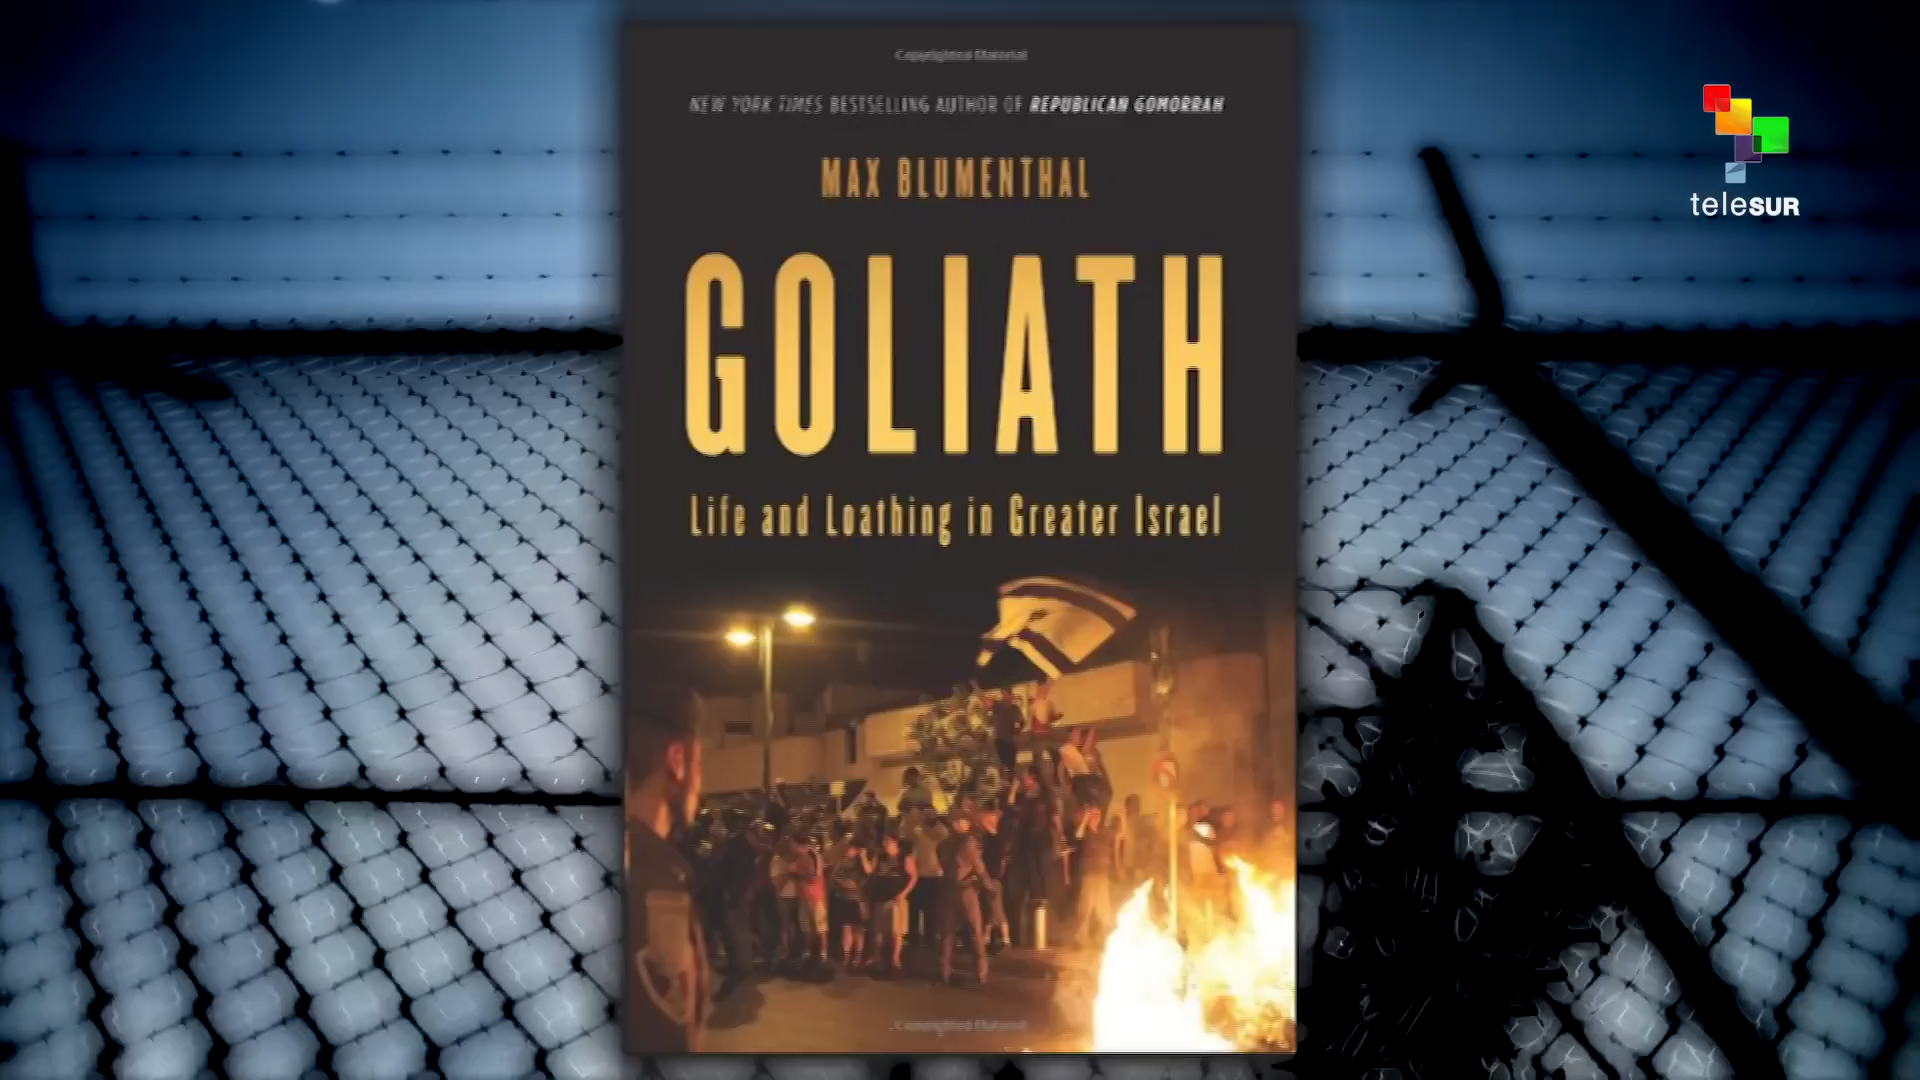 Copyrighted Material
NEW YORK TIMES BESTSELLING AUTHOR OF REPUBLICAN GOMORRAH
MAX BLUMENTHAL
GOLIATH
Life and Loathing in Greater Israel
Copyrighted Material
teleSUR